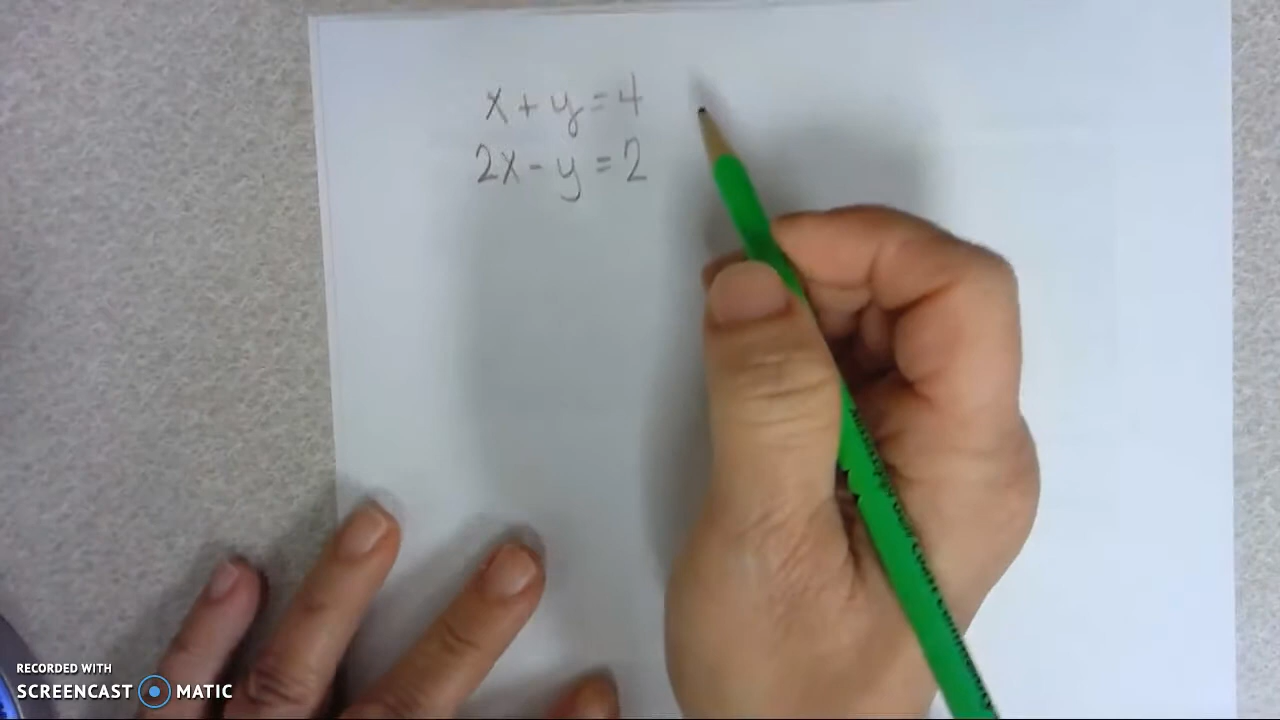 x + y = 4
2x - y = 2
RECORDED WITH
SCREENCAST MATIC